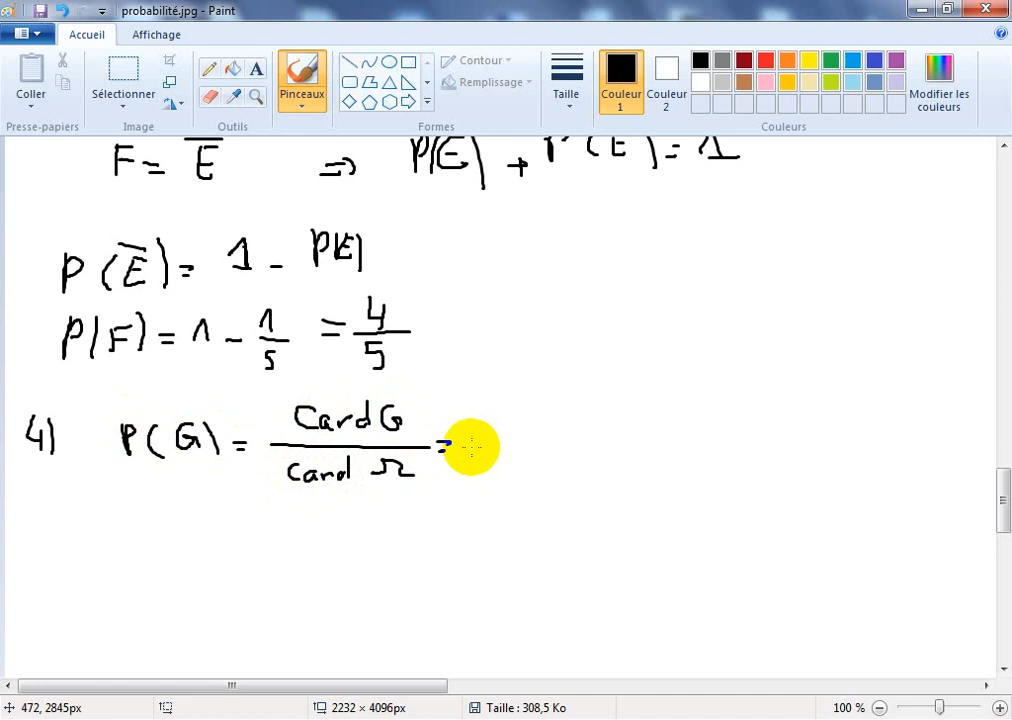 probabilité.jpg - Paint
Accueil Affichage
Coller Sélectionner Pinceaux Contour Remplissage Taille Couleur 1 Couleur 2 Modifier les couleurs
Presse-papiers Image Outils Formes Couleurs
F = E̅ ⇒ P(E) + P(E̅) = 1
P(E̅) = 1 - P(E)
P(F) = 1 - 1/5 = 4/5
4) P(G) = Card G / Card Ω =
472, 2845px 2232 × 4096px Taille : 308,5 Ko 100 %